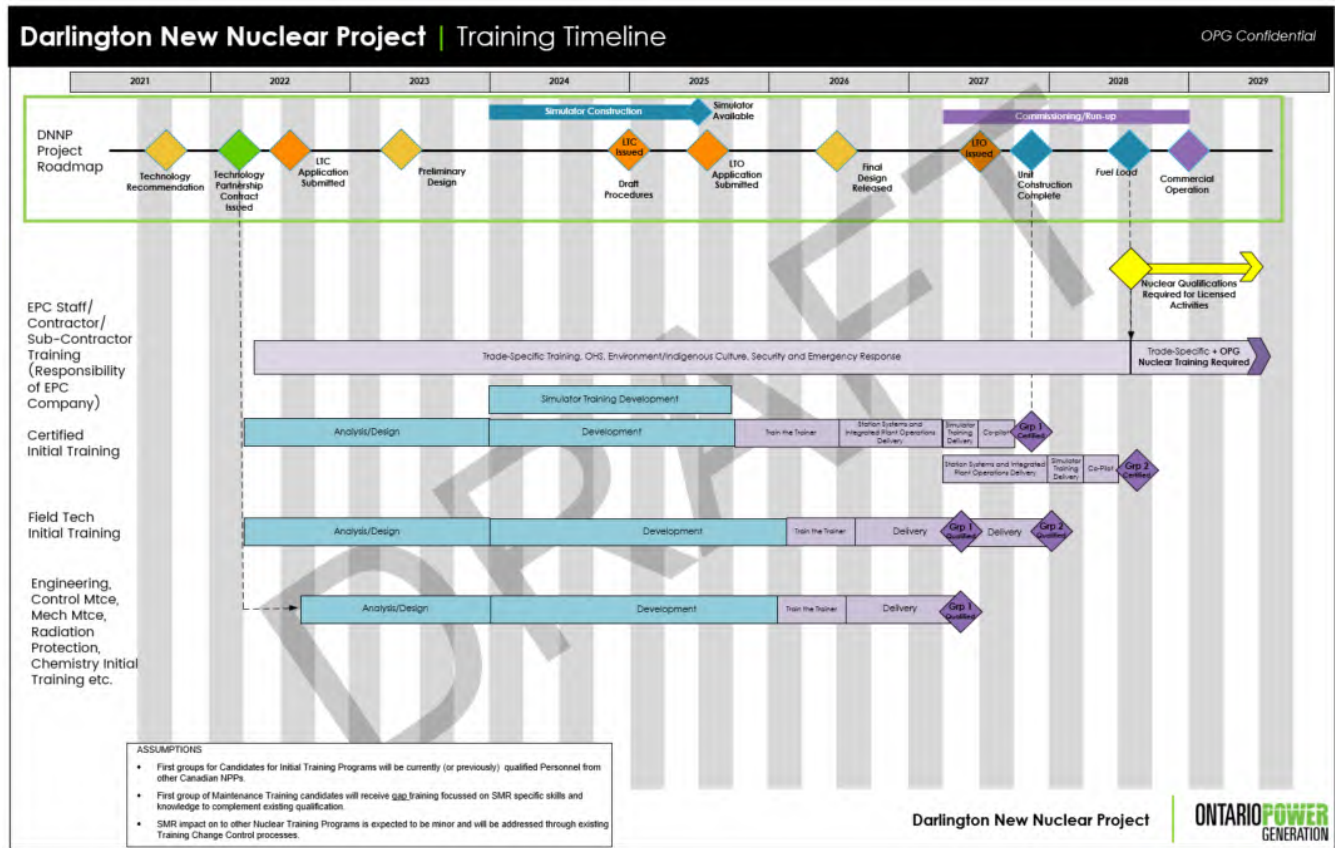 Darlington New Nuclear Project | Training Timeline
OPG Confidential
2021
2022
2023
2024
2025
2026
2027
2028
2029
DNNP
Project
Roadmap
Simulator Construction
Simulator
Available
Commissioning/Run-up
Technology
Recommendation
Technology
Partnership
Contract
Issued
LTC
Application
Submitted
Preliminary
Design
LTC
Issued
Draft
Procedures
LTO
Application
Submitted
Final
Design
Released
LTO
Issued
Unit
Construction
Complete
Fuel Load
Commercial
Operation
Nuclear Qualifications
Required for Licensed
Activities
EPC Staff/
Contractor/
Sub-Contractor
Training
(Responsibility
of EPC
Company)
Trade-Specific Training, OHS, Environment/Indigenous Culture, Security and Emergency Response
Trade-Specific + OPG
Nuclear Training Required
Simulator Training Development
Certified
Initial Training
Analysis/Design
Development
Train the Trainer
Station Systems and
Integrated Plant Operations
Delivery
Simulator
Training
Delivery
Co-pilot
Grp 1
Certified
Station Systems and Integrated
Plant Operations Delivery
Simulator
Training
Delivery
Co-Pilot
Grp 2
Certified
Field Tech
Initial Training
Analysis/Design
Development
Train the Trainer
Delivery
Grp 1
Qualified
Delivery
Grp 2
Qualified
Engineering,
Control Mtce,
Mech Mtce,
Radiation
Protection,
Chemistry Initial
Training etc.
Analysis/Design
Development
Train the Trainer
Delivery
Grp 1
Qualified
DRAFT
ASSUMPTIONS
• First groups for Candidates for Initial Training Programs will be currently (or previously) qualified Personnel from
other Canadian NPPs.
• First group of Maintenance Training candidates will receive gap training focussed on SMR specific skills and
knowledge to complement existing qualification.
• SMR impact on to other Nuclear Training Programs is expected to be minor and will be addressed through existing
Training Change Control processes.
Darlington New Nuclear Project
ONTARIOPOWER
GENERATION